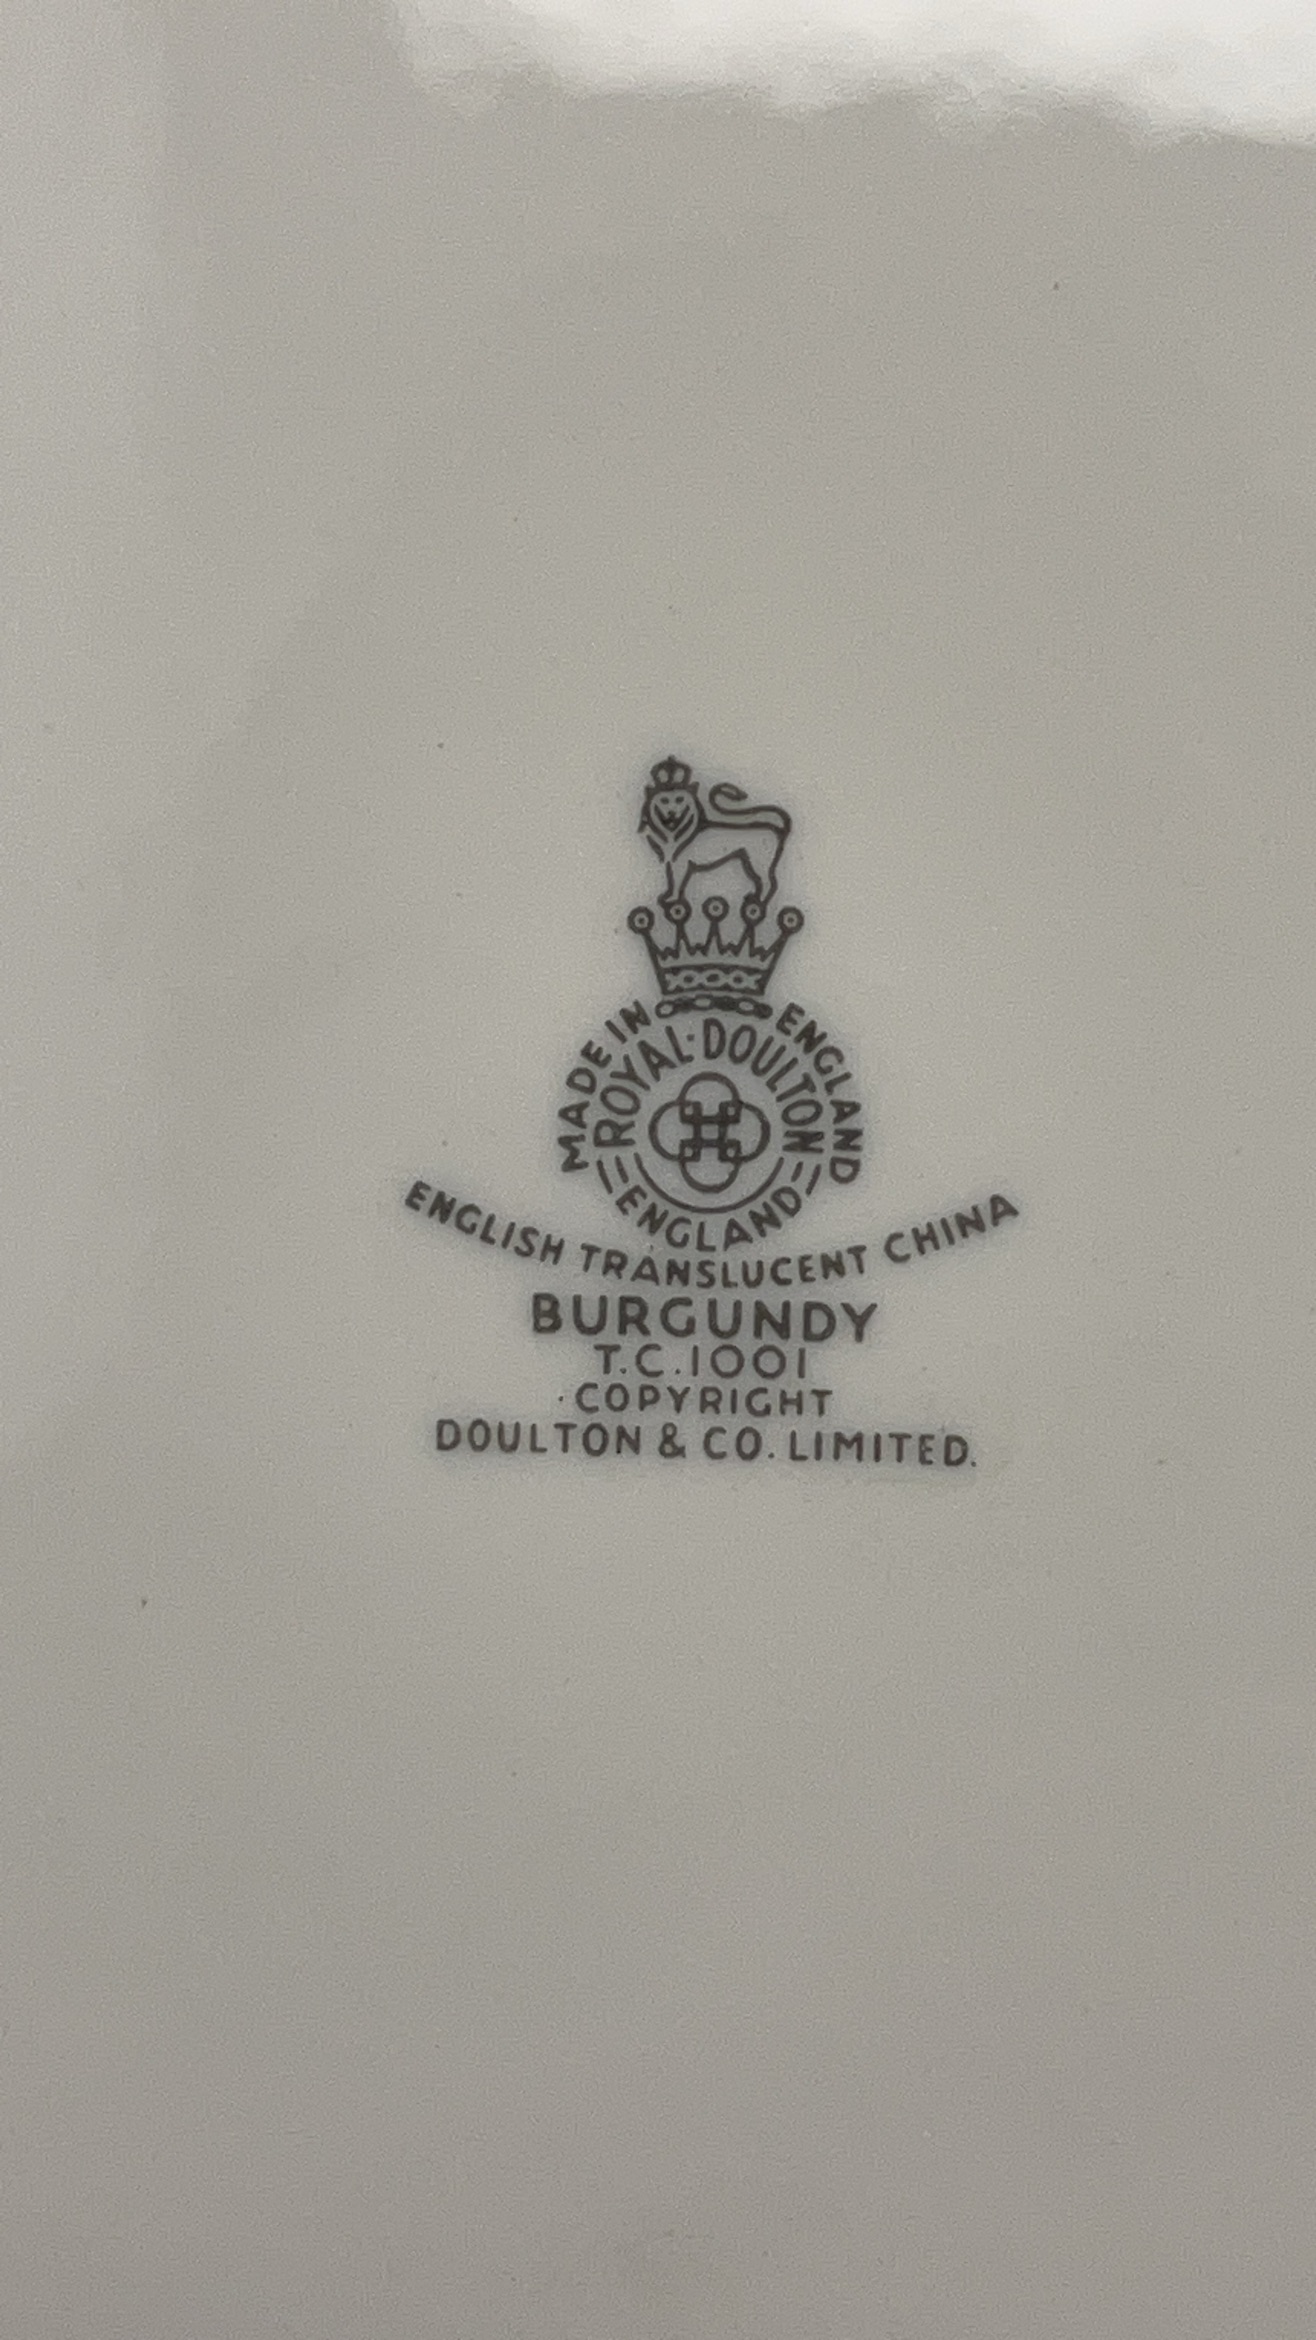 MADE IN ENGLAND
ROYAL·DOULTON
ENGLAND
ENGLISH TRANSLUCENT CHINA
BURGUNDY
T.C.1001
COPYRIGHT
DOULTON & CO. LIMITED.